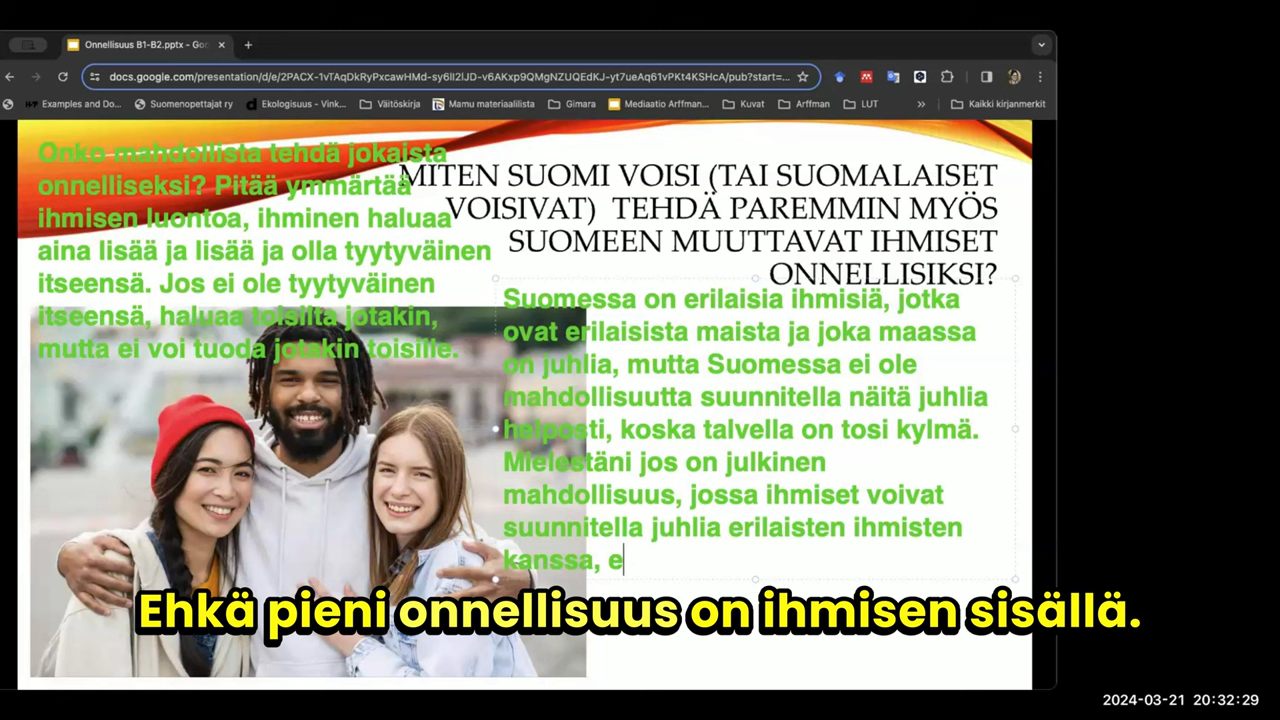 Onnellisuus B1-B2.pptx - Goo
docs.google.com/presentation/d/e/2PACX-1vTAqDkRyPxcawHMd-sy6lI2lJD-v6AKxp9QMgNZUQEdKJ-yt7ueAq61vPKt4KSHcA/pub?start=...
Examples and Do... Suomenopettajat ry Ekologisuus - Vink... Väitöskirja Mamu materiaalilista Gimara Mediaatio Arffman... Kuvat Arffman LUT » Kaikki kirjanmerkit
Onko mahdollista tehdä jokaista
onnelliseksi? Pitää ymmärtää
ihmisen luontoa, ihminen haluaa
aina lisää ja lisää ja olla tyytyväinen
itseensä. Jos ei ole tyytyväinen
itseensä, haluaa toisilta jotakin,
mutta ei voi tuoda jotakin toisille.
MITEN SUOMI VOISI (TAI SUOMALAISET
VOISIVAT) TEHDÄ PAREMMIN MYÖS
SUOMEEN MUUTTAVAT IHMISET
ONNELLISIKSI?
Suomessa on erilaisia ihmisiä, jotka
ovat erilaisista maista ja joka maassa
on juhlia, mutta Suomessa ei ole
mahdollisuutta suunnitella näitä juhlia
helposti, koska talvella on tosi kylmä.
Mielestäni jos on julkinen
mahdollisuus, jossa ihmiset voivat
suunnitella juhlia erilaisten ihmisten
kanssa, e
Ehkä pieni onnellisuus on ihmisen sisällä.
2024-03-21 20:32:29